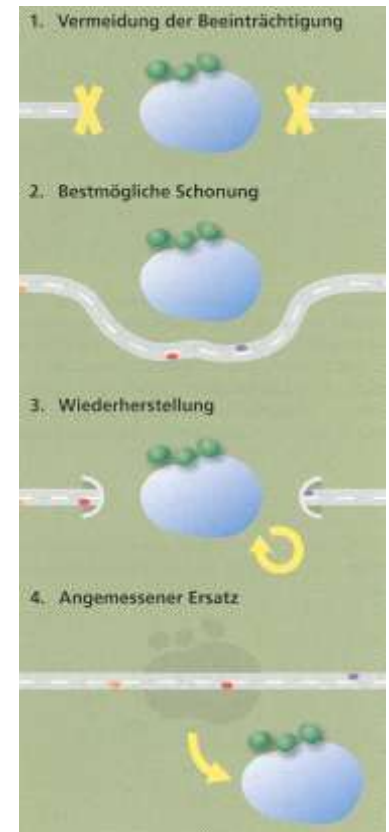 1. Vermeidung der Beeinträchtigung
2. Bestmögliche Schonung
3. Wiederherstellung
4. Angemessener Ersatz